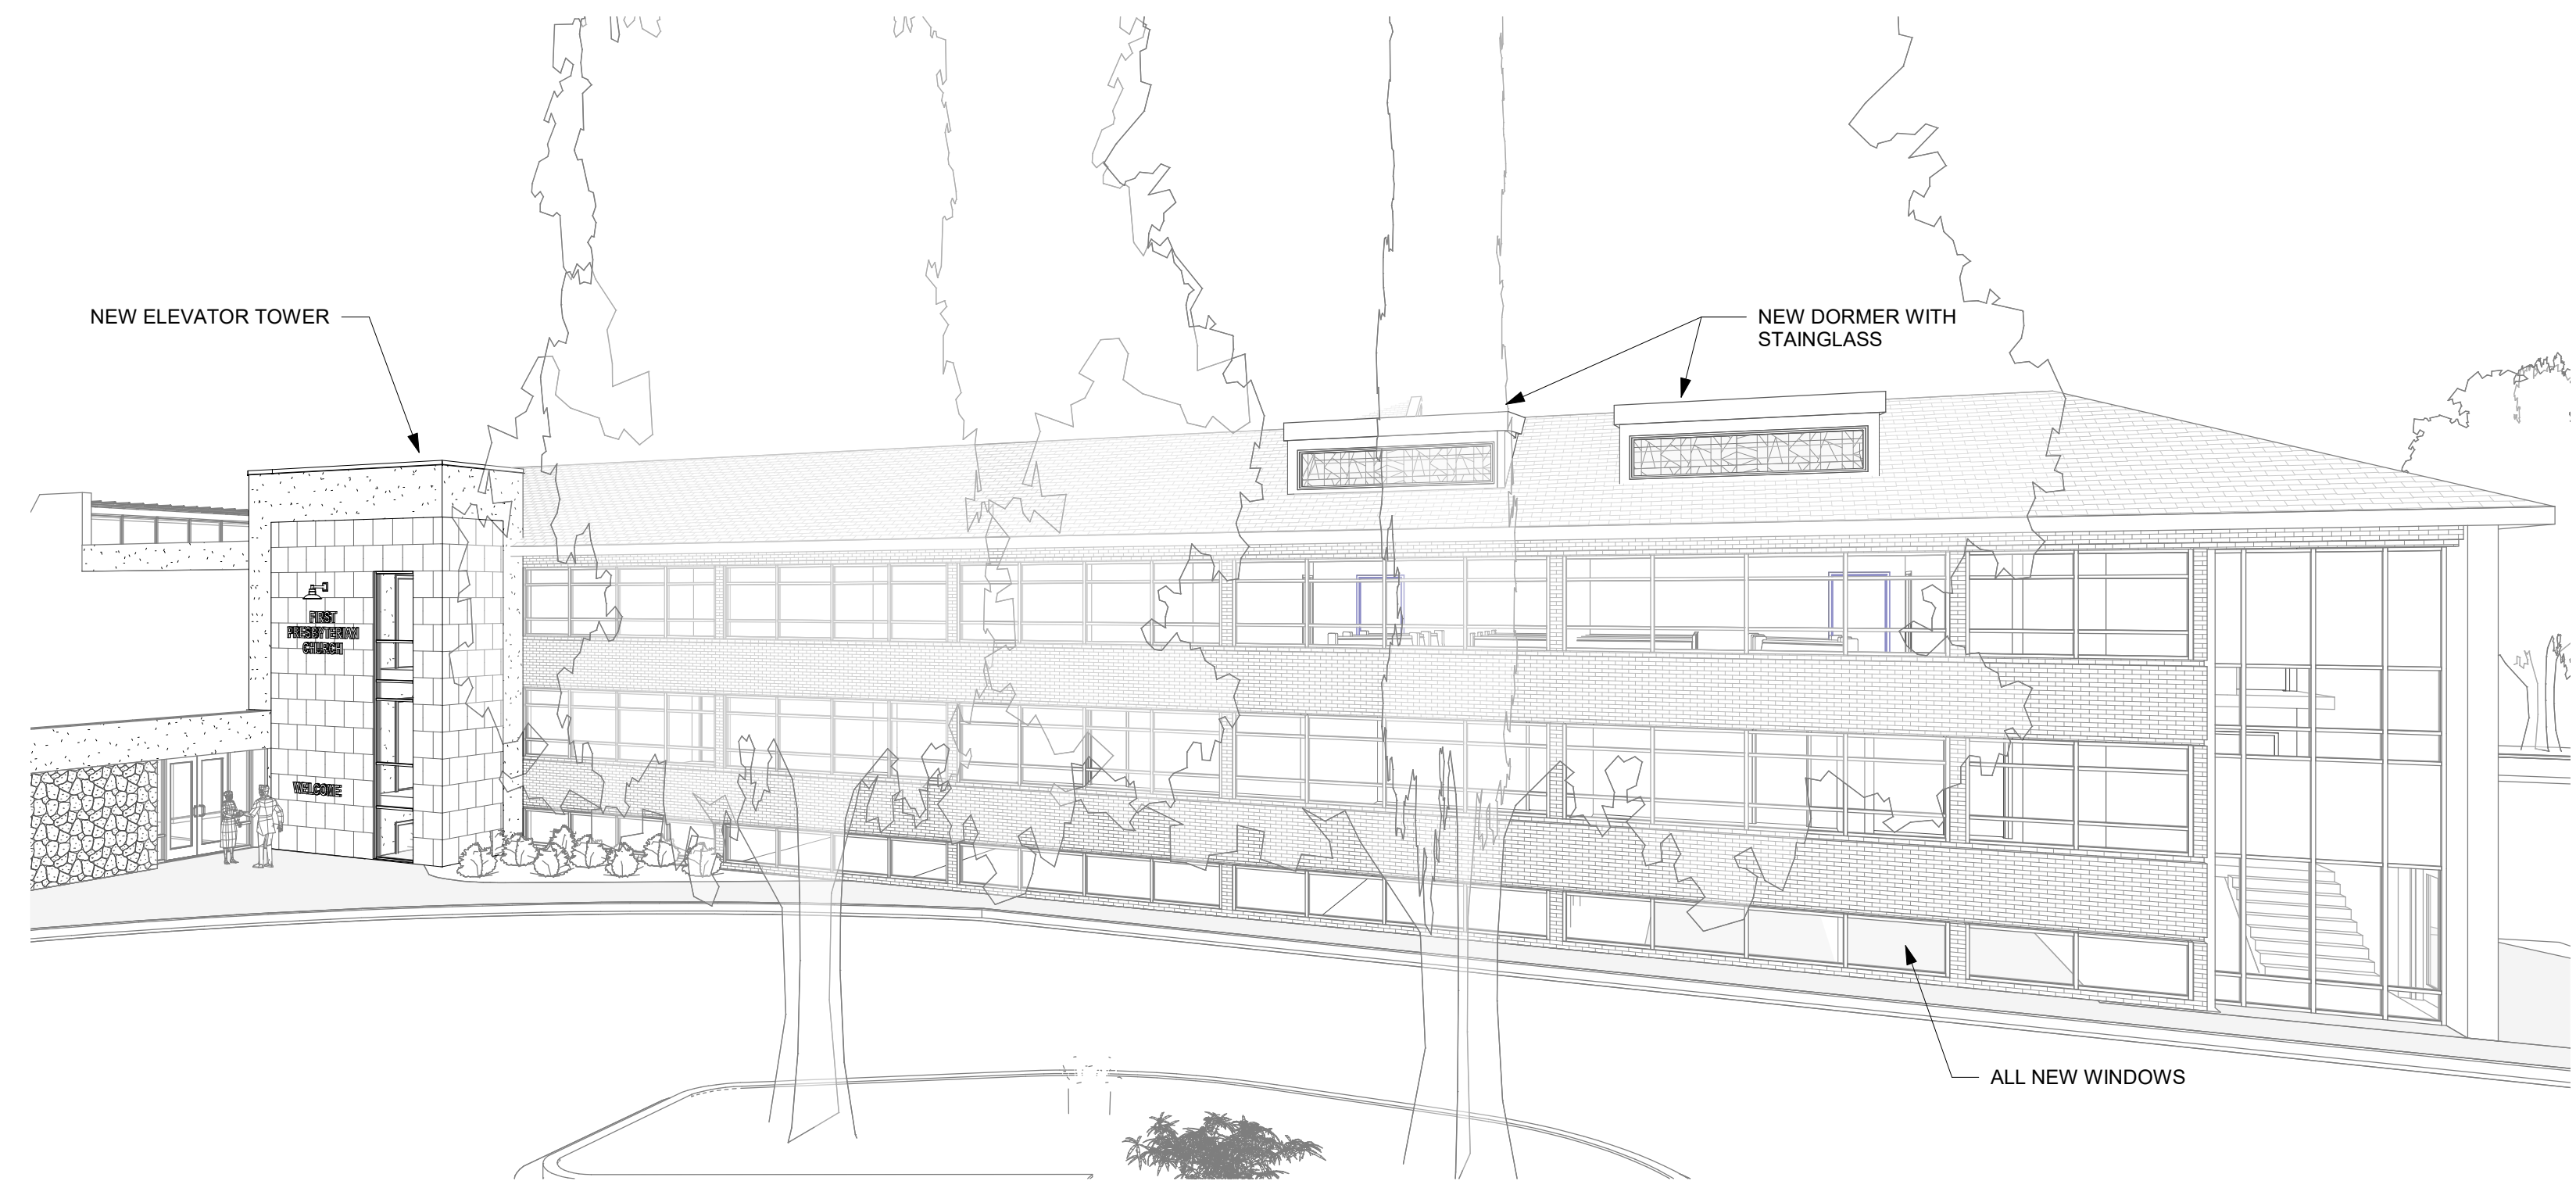 NEW ELEVATOR TOWER
NEW DORMER WITH
STAINGLASS
FIRST
PRESBYTERIAN
CHURCH
WELCOME
ALL NEW WINDOWS